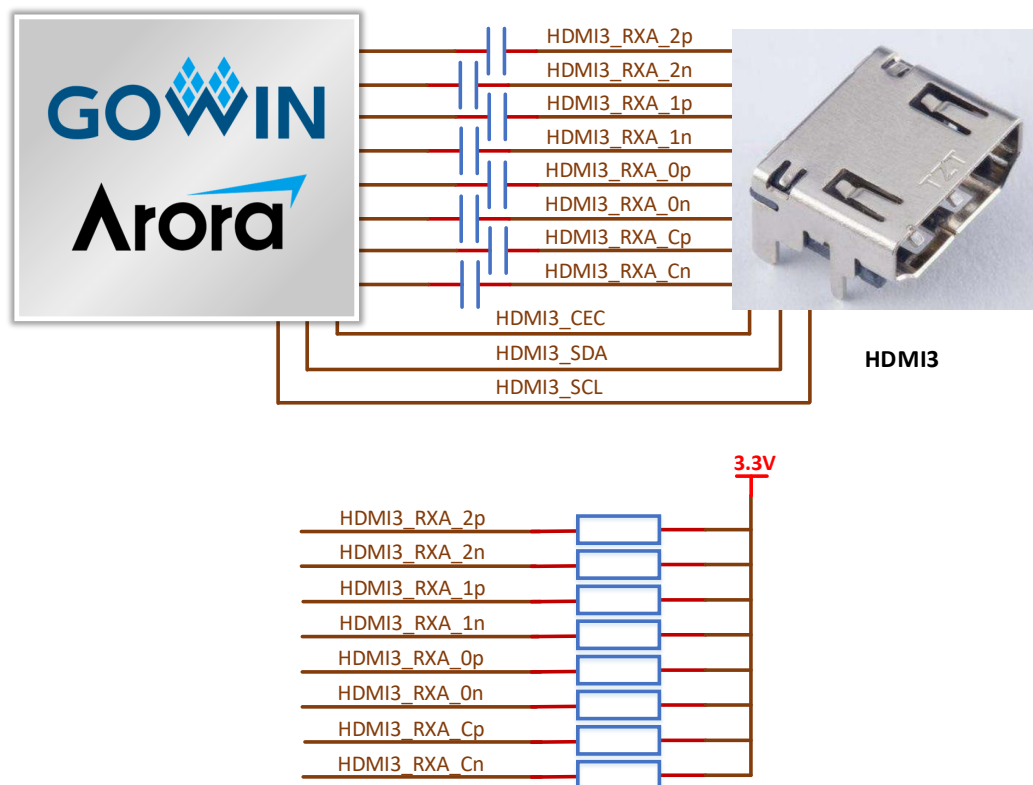 GOWIN
Arora
HDMI3_RXA_2p
HDMI3_RXA_2n
HDMI3_RXA_1p
HDMI3_RXA_1n
HDMI3_RXA_0p
HDMI3_RXA_0n
HDMI3_RXA_Cp
HDMI3_RXA_Cn
TZT
HDMI3_CEC
HDMI3_SDA
HDMI3_SCL
HDMI3
3.3V
HDMI3_RXA_2p
HDMI3_RXA_2n
HDMI3_RXA_1p
HDMI3_RXA_1n
HDMI3_RXA_0p
HDMI3_RXA_0n
HDMI3_RXA_Cp
HDMI3_RXA_Cn